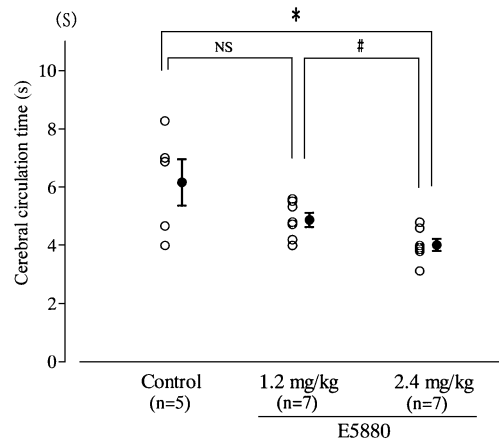 (S)
*
NS
#
Cerebral circulation time (s)
10
8
6
4
2
0
Control
(n=5)
1.2 mg/kg
(n=7)
2.4 mg/kg
(n=7)
E5880